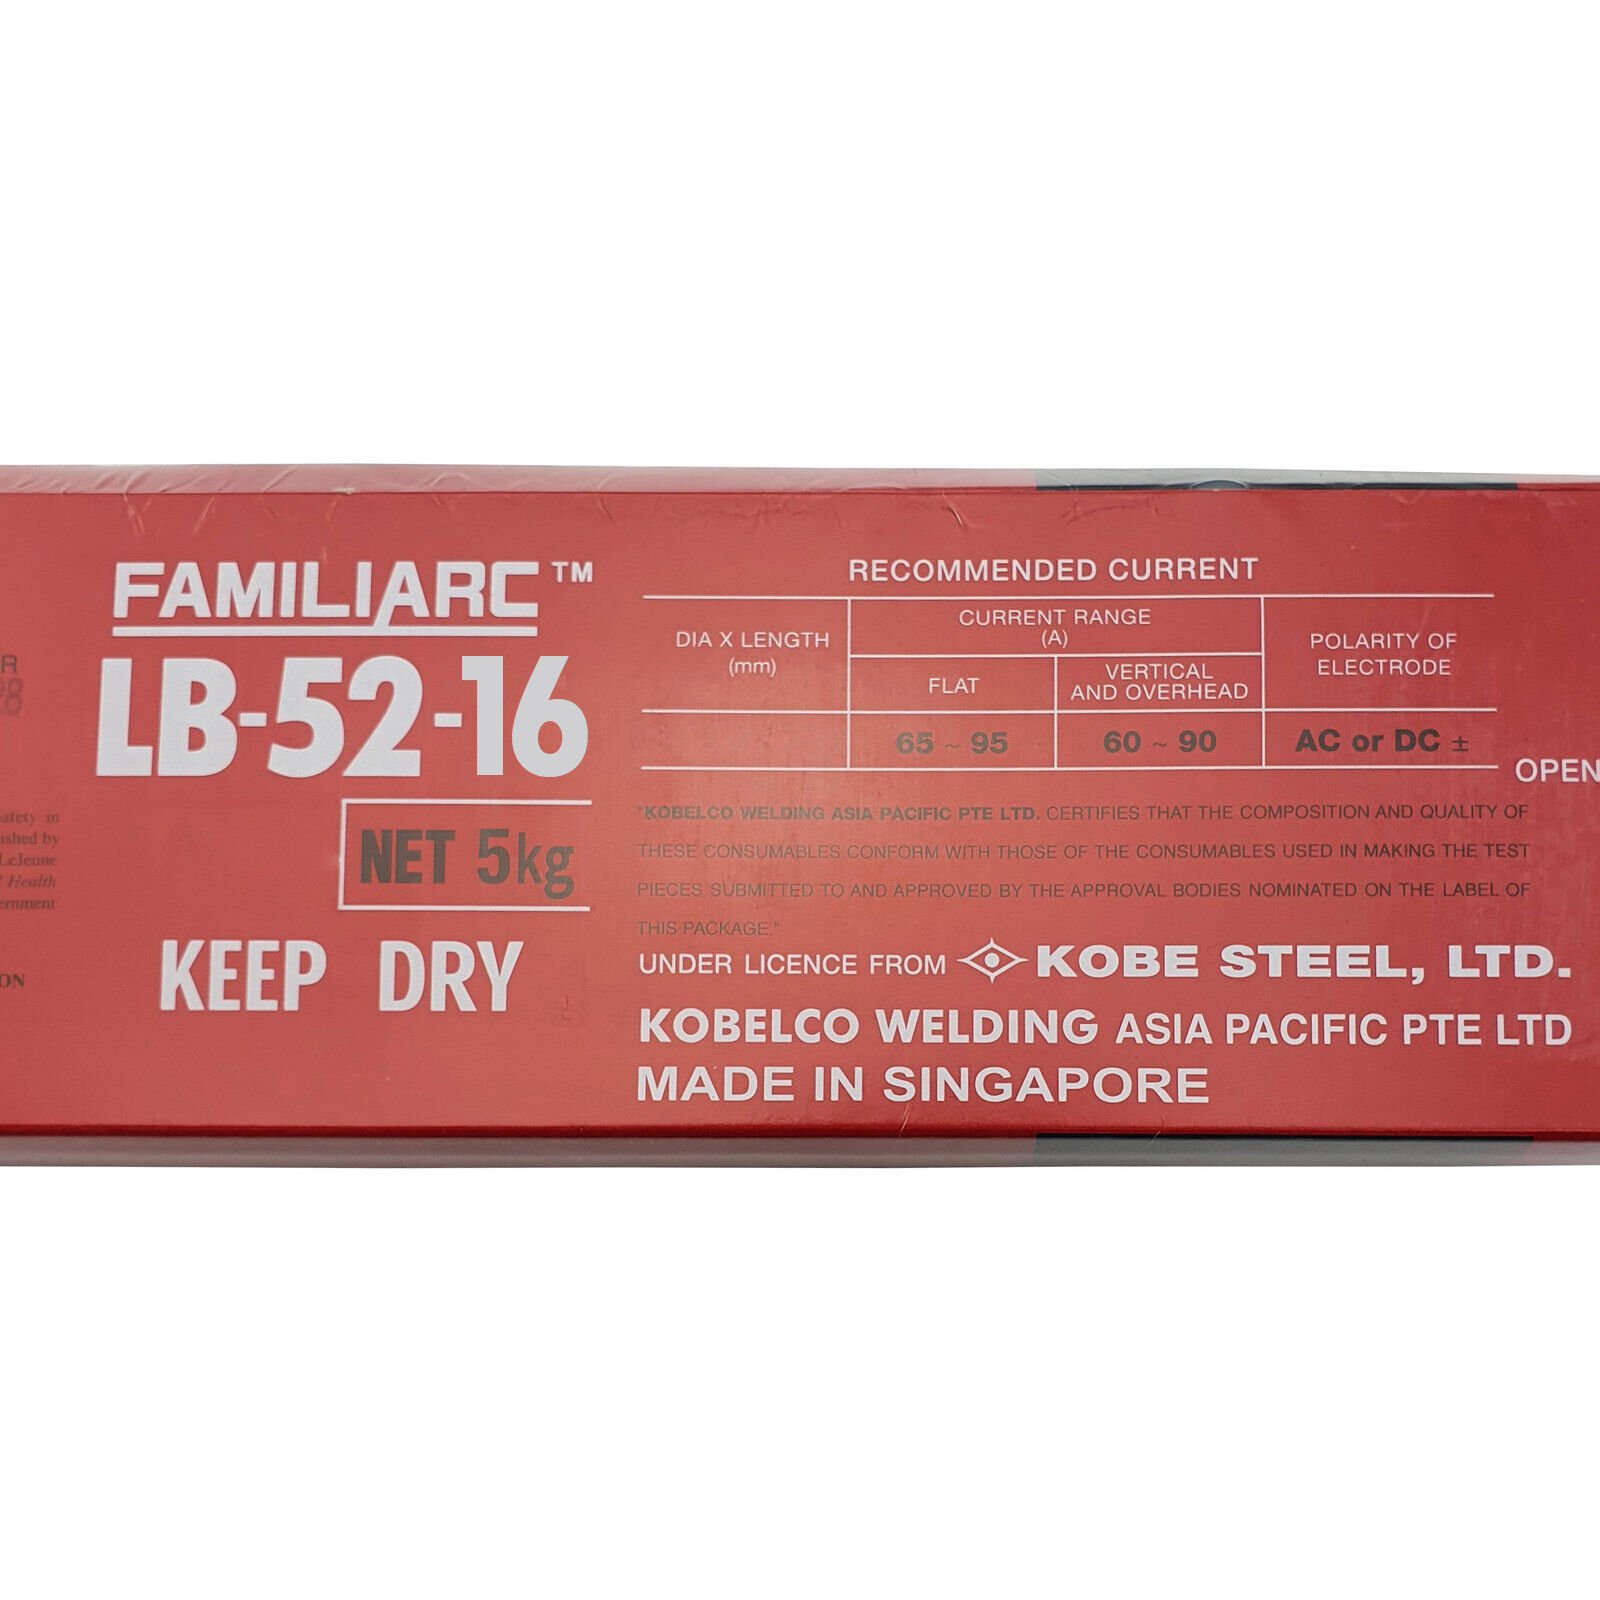 FAMILIARC™
LB-52-16
NET 5kg
KEEP DRY
RECOMMENDED CURRENT
DIA X LENGTH
(mm)
CURRENT RANGE
(A)
FLAT
VERTICAL
AND OVERHEAD
POLARITY OF
ELECTRODE
65 ~ 95
60 ~ 90
AC or DC ±
OPEN
"KOBELCO WELDING ASIA PACIFIC PTE LTD. CERTIFIES THAT THE COMPOSITION AND QUALITY OF
THESE CONSUMABLES CONFORM WITH THOSE OF THE CONSUMABLES USED IN MAKING THE TEST
PIECES SUBMITTED TO AND APPROVED BY THE APPROVAL BODIES NOMINATED ON THE LABEL OF
THIS PACKAGE."
UNDER LICENCE FROM KOBE STEEL, LTD.
KOBELCO WELDING ASIA PACIFIC PTE LTD
MADE IN SINGAPORE
in
by
LeJeune
Health